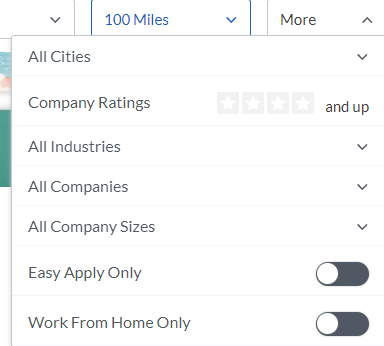 100 Miles
More
All Cities
Company Ratings and up
All Industries
All Companies
All Company Sizes
Easy Apply Only
Work From Home Only